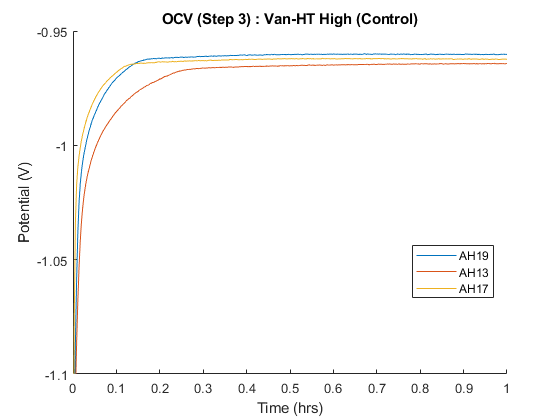 OCV (Step 3) : Van-HT High (Control)
-0.95
-1
-1.05
-1.1
Potential (V)
AH19
AH13
AH17
0 0.1 0.2 0.3 0.4 0.5 0.6 0.7 0.8 0.9 1
Time (hrs)